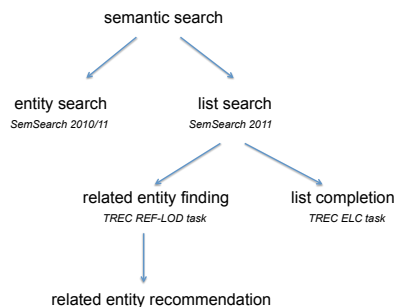 semantic search
entity search
SemSearch 2010/11
list search
SemSearch 2011
related entity finding
TREC REF-LOD task
list completion
TREC ELC task
related entity recommendation